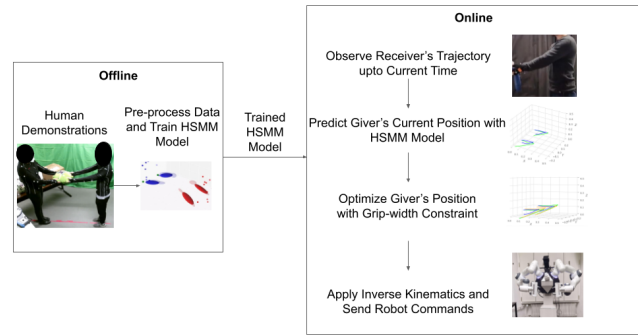 Offline
Human
Demonstrations
Pre-process Data
and Train HSMM
Model
Trained
HSMM
Model
Online
Observe Receiver's Trajectory
upto Current Time
Predict Giver's Current Position with
HSMM Model
Optimize Giver's Position
with Grip-width Constraint
Apply Inverse Kinematics and
Send Robot Commands